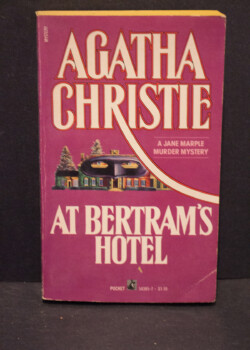 AGATHA
CHRISTIE
A JANE MARPLE
MURDER MYSTERY
AT BERTRAM'S
HOTEL
POCKET